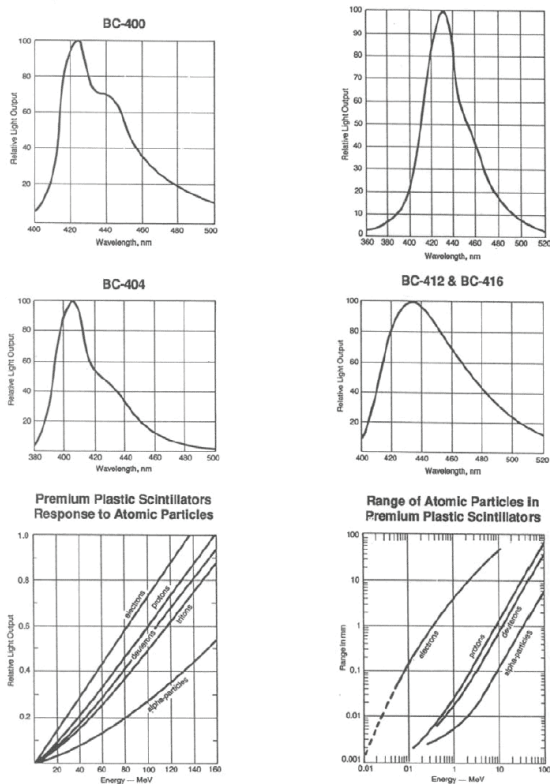 BC-400
Relative Light Output
100
80
60
40
20
400 420 440 460 480 500
Wavelength, nm
Relative Light Output
100
90
80
70
60
50
40
30
20
10
0
360 380 400 420 440 460 480 500 520
Wavelength, nm
BC-404
Relative Light Output
100
80
60
40
20
380 400 420 440 460 480 500
Wavelength, nm
BC-412 & BC-416
Relative Light Output
100
80
60
40
20
400 420 440 460 480 500 520
Wavelength, nm
Premium Plastic Scintillators
Response to Atomic Particles
Relative Light Output
1.0
0.8
0.6
0.4
0.2
electrons
protons
deuterons
tritons
alpha-particles
20 40 60 80 100 120 140 160
Energy — MeV
Range of Atomic Particles in
Premium Plastic Scintillators
Range in mm
100
10
1
0.1
0.01
0.001
electrons
protons
deuterons
alpha-particles
0.01 0.1 1 10 100
Energy — MeV